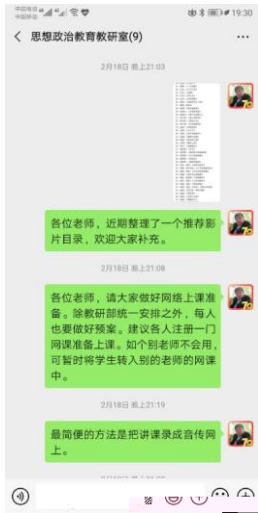 中国电信
中国移动
19:30
思想政治教育教研室(9)
2月18日 晚上21:03
各位老师，近期整理了一个推荐影
片目录，欢迎大家补充。
2月18日 晚上21:08
各位老师，请大家做好网络上课准
备。除教研部统一安排之外，每人
也要做好预案。建议各人注册一门
网课准备上课。如个别老师不会用，
可暂时将学生转入别的老师的网课
中。
2月18日 晚上21:19
最简便的方法是把讲课录成音传网
上。